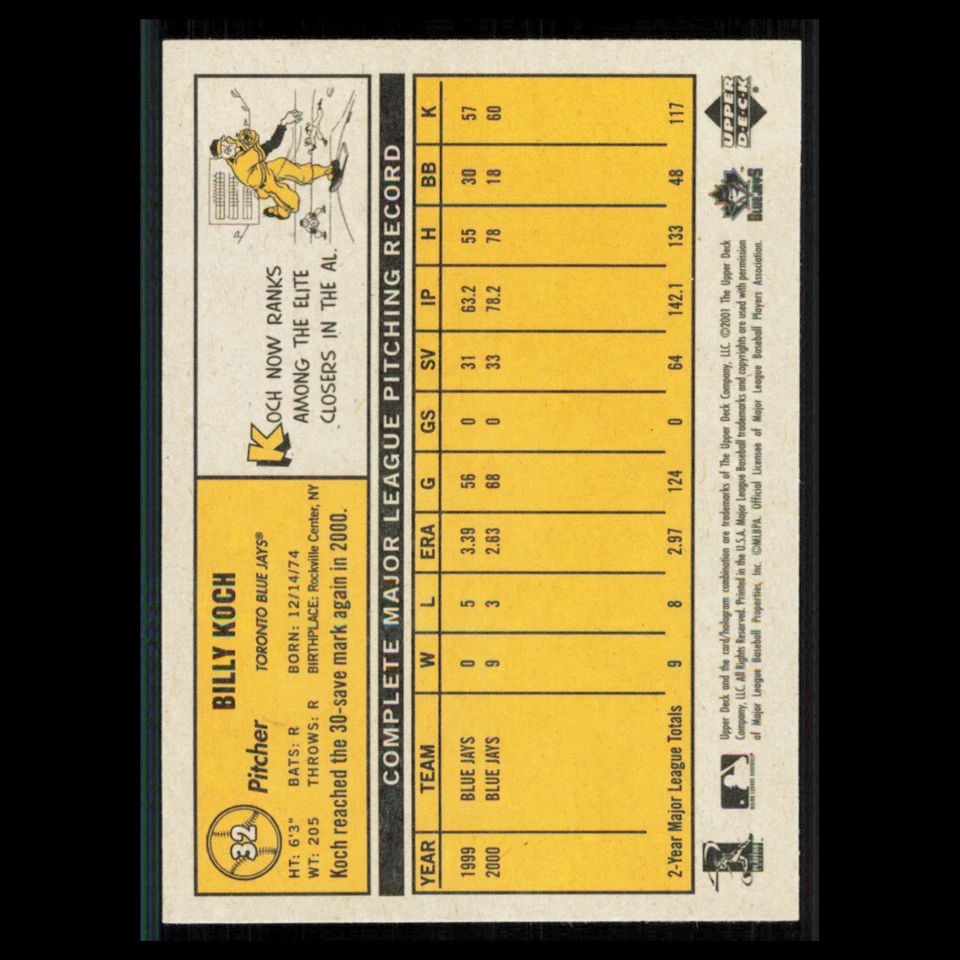 32
BILLY KOCH
Pitcher TORONTO BLUE JAYS®
HT: 6'3" BATS: R BORN: 12/14/74
WT: 205 THROWS: R BIRTHPLACE: Rockville Center, NY
Koch reached the 30-save mark again in 2000.
KOCH NOW RANKS
AMONG THE ELITE
CLOSERS IN THE AL.
COMPLETE MAJOR LEAGUE PITCHING RECORD
YEAR TEAM W L ERA G GS SV IP H BB K
1999 BLUE JAYS 0 5 3.39 56 0 31 63.2 55 30 57
2000 BLUE JAYS 9 3 2.63 68 0 33 78.2 78 18 60
2-Year Major League Totals 9 8 2.97 124 0 64 142.1 133 48 117
Upper Deck and the card/hologram combination are trademarks of The Upper Deck Company, LLC. ©2001 The Upper Deck
Company, LLC. All Rights Reserved. Printed in the U.S.A. Major League Baseball trademarks and copyrights are used with permission
of Major League Baseball Properties, Inc. ©MLBPA. Official Licensee of Major League Baseball Players Association.
BLUE JAYS
UPPER
DECK